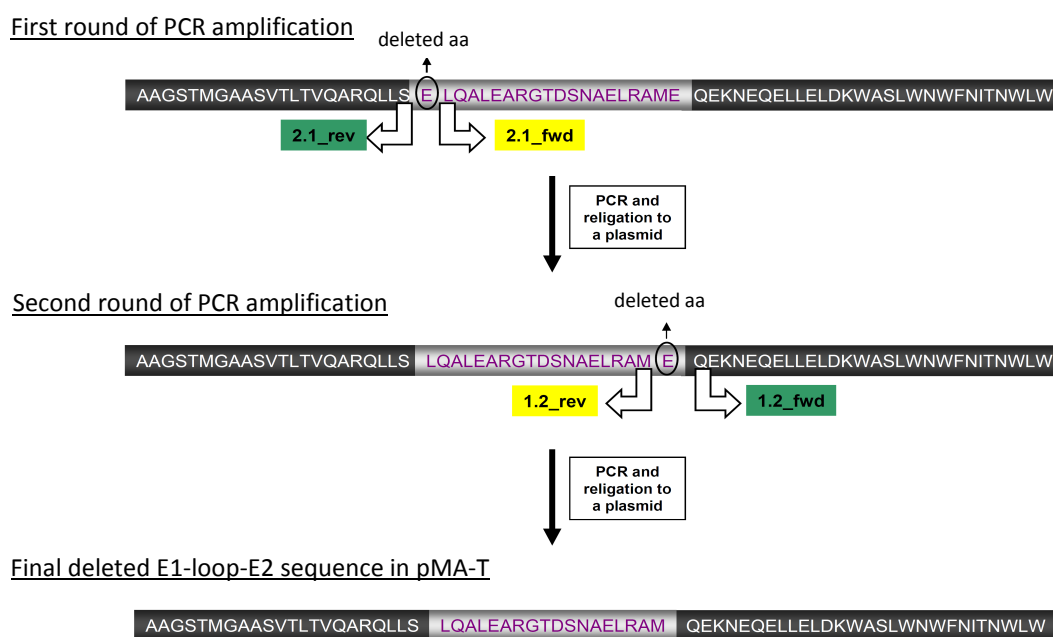 First round of PCR amplification
deleted aa
AAGSTMGAASVTLTVQARQLLS E LQALEARGTDSNAELRAME QEKNEQELLELDKWASLWNWFNITNWLW
2.1_rev 2.1_fwd
PCR and
religation to
a plasmid
Second round of PCR amplification
deleted aa
AAGSTMGAASVTLTVQARQLLS LQALEARGTDSNAELRAM E QEKNEQELLELDKWASLWNWFNITNWLW
1.2_rev 1.2_fwd
PCR and
religation to
a plasmid
Final deleted E1-loop-E2 sequence in pMA-T
AAGSTMGAASVTLTVQARQLLS LQALEARGTDSNAELRAM QEKNEQELLELDKWASLWNWFNITNWLW